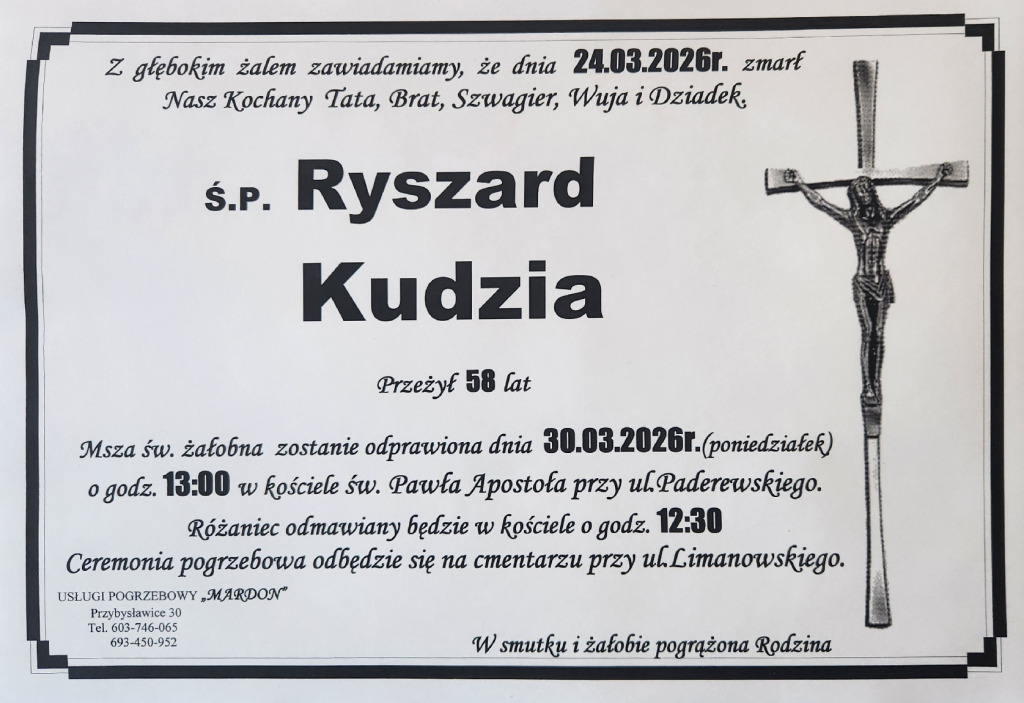 Z głębokim żalem zawiadamiamy, że dnia 24.03.2026r. zmarł
Nasz Kochany Tata, Brat, Szwagier, Wuja i Dziadek.
Ś.P. Ryszard
Kudzia
Przeżył 58 lat
Msza św. żałobna zostanie odprawiona dnia 30.03.2026r.(poniedziałek)
o godz. 13:00 w kościele św. Pawła Apostoła przy ul.Paderewskiego.
Różaniec odmawiany będzie w kościele o godz. 12:30
Ceremonia pogrzebowa odbędzie się na cmentarzu przy ul.Limanowskiego.
USŁUGI POGRZEBOWY „MARDON”
Przybysławice 30
Tel. 603-746-065
693-450-952
W smutku i żałobie pogrążona Rodzina